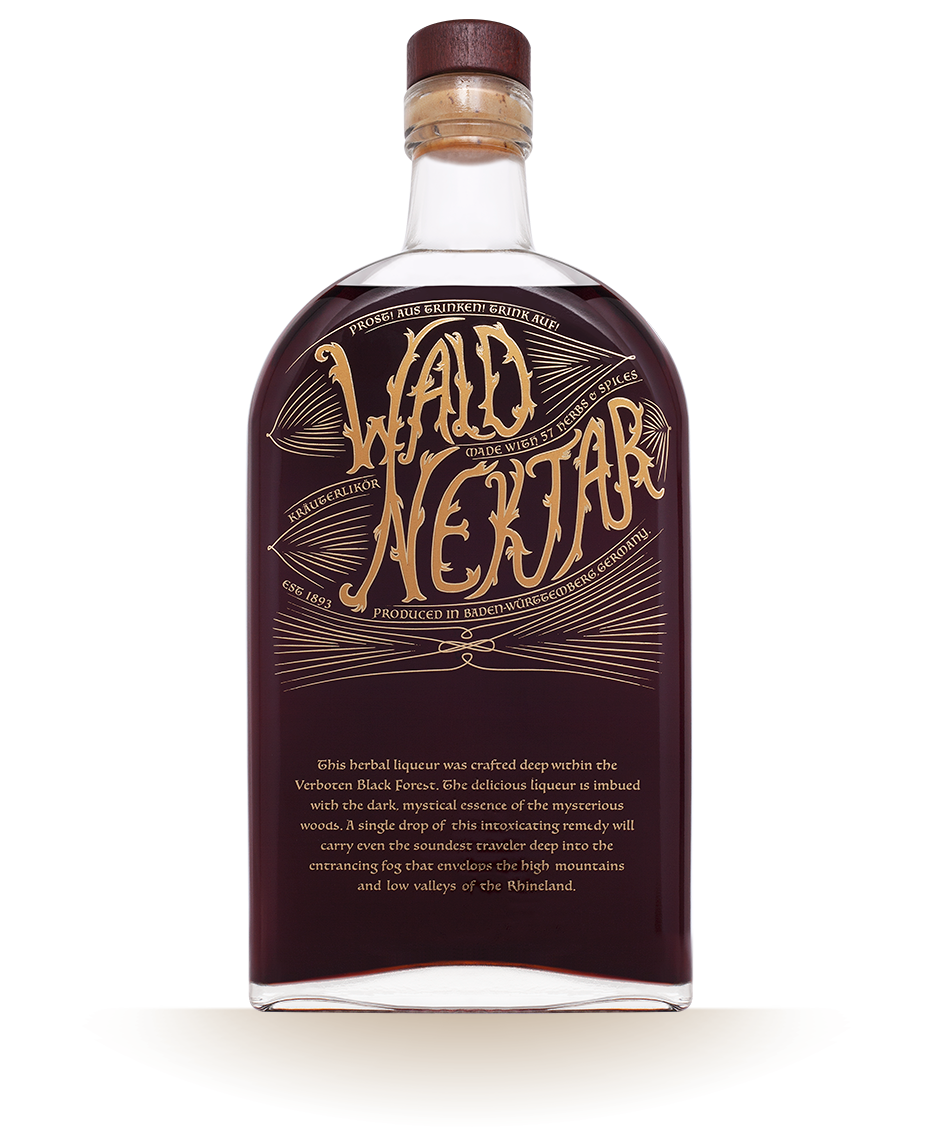 PROST! AUS TRINKEN! TRINK AUF!
WALD
MADE WITH 57 HERBS & SPICES
NEKTAR
KRÄUTERLIKÖR
EST 1893
PRODUCED IN BADEN-WÜRTTEMBERG, GERMANY.
This herbal liqueur was crafted deep within the
Verboten Black Forest. The delicious liqueur is imbued
with the dark, mystical essence of the mysterious
woods. A single drop of this intoxicating remedy will
carry even the soundest traveler deep into the
entrancing fog that envelops the high mountains
and low valleys of the Rhineland.